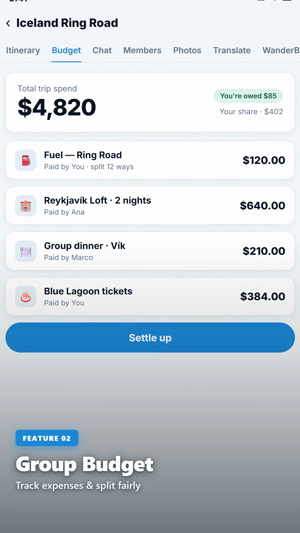 ‹ Iceland Ring Road
Itinerary Budget Chat Members Photos Translate WanderB
Total trip spend
$4,820
You're owed $85
Your share · $402
Fuel — Ring Road
Paid by You · split 12 ways
$120.00
Reykjavík Loft · 2 nights
Paid by Ana
$640.00
Group dinner · Vík
Paid by Marco
$210.00
Blue Lagoon tickets
Paid by You
$384.00
Settle up
FEATURE 02
Group Budget
Track expenses & split fairly